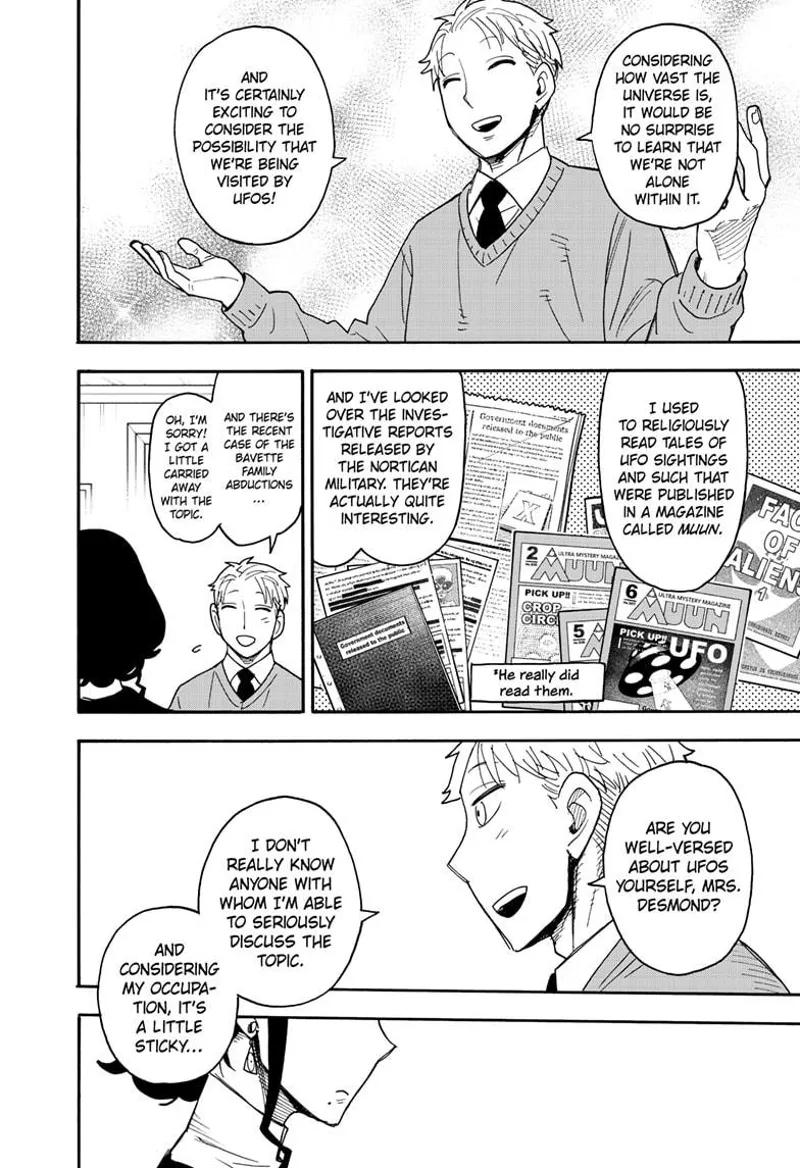 CONSIDERING
HOW VAST THE
UNIVERSE IS,
IT WOULD BE
NO SURPRISE
TO LEARN THAT
WE'RE NOT
ALONE
WITHIN IT.
AND
IT'S CERTAINLY
EXCITING TO
CONSIDER THE
POSSIBILITY THAT
WE'RE BEING
VISITED BY
UFOS!
I USED
TO RELIGIOUSLY
READ TALES OF
UFO SIGHTINGS
AND SUCH THAT
WERE PUBLISHED
IN A MAGAZINE
CALLED MUUN.
AND I'VE LOOKED
OVER THE INVES-
TIGATIVE REPORTS
RELEASED BY
THE NORTICAN
MILITARY. THEY'RE
ACTUALLY QUITE
INTERESTING.
Government documents
released to the public
X
Government documents
released to the public
2
ULTRA MYSTERY MAGAZINE
MUUN
PICK UP!!
CROP
5
MUUN
PICK
6
ULTRA MYSTERY MAGAZINE
MUUN
PICK UP!!
UFO
OF
1
*He really did
read them.
AND THERE'S
THE RECENT
CASE OF THE
BAVETTE
FAMILY
ABDUCTIONS
...
OH, I'M
SORRY!
I GOT A
LITTLE
CARRIED
AWAY
WITH THE
TOPIC.
ARE YOU
WELL-VERSED
ABOUT UFOS
YOURSELF, MRS.
DESMOND?
I DON'T
REALLY KNOW
ANYONE WITH
WHOM I'M ABLE
TO SERIOUSLY
DISCUSS THE
TOPIC.
AND
CONSIDERING
MY OCCUPA-
TION, IT'S
A LITTLE
STICKY...